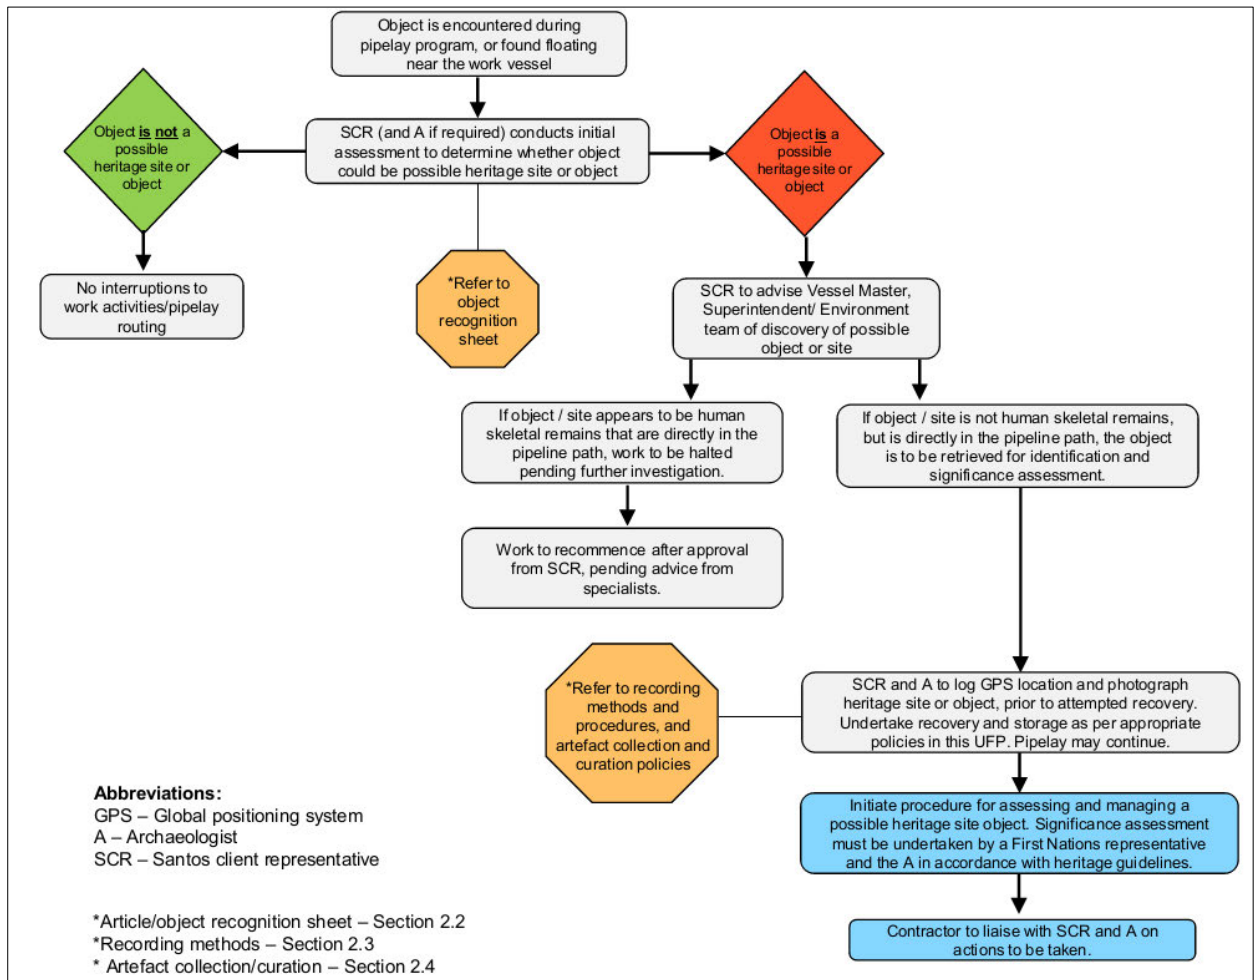 Object is encountered during
pipelay program, or found floating
near the work vessel
Object is not a
possible
heritage site or
object
SCR (and A if required) conducts initial
assessment to determine whether object
could be possible heritage site or object
Object is a
possible
heritage site or
object
No interruptions to
work activities/pipelay
routing
*Refer to
object
recognition
sheet
SCR to advise Vessel Master,
Superintendent/ Environment
team of discovery of possible
object or site
If object / site appears to be human
skeletal remains that are directly in the
pipeline path, work to be halted
pending further investigation.
If object / site is not human skeletal remains,
but is directly in the pipeline path, the object
is to be retrieved for identification and
significance assessment.
Work to recommence after approval
from SCR, pending advice from
specialists.
*Refer to recording
methods and
procedures, and
artefact collection and
curation policies
SCR and A to log GPS location and photograph
heritage site or object, prior to attempted recovery.
Undertake recovery and storage as per appropriate
policies in this UFP. Pipelay may continue.
Initiate procedure for assessing and managing a
possible heritage site object. Significance assessment
must be undertaken by a First Nations representative
and the A in accordance with heritage guidelines.
Contractor to liaise with SCR and A on
actions to be taken.
Abbreviations:
GPS – Global positioning system
A – Archaeologist
SCR – Santos client representative
*Article/object recognition sheet – Section 2.2
*Recording methods – Section 2.3
* Artefact collection/curation – Section 2.4